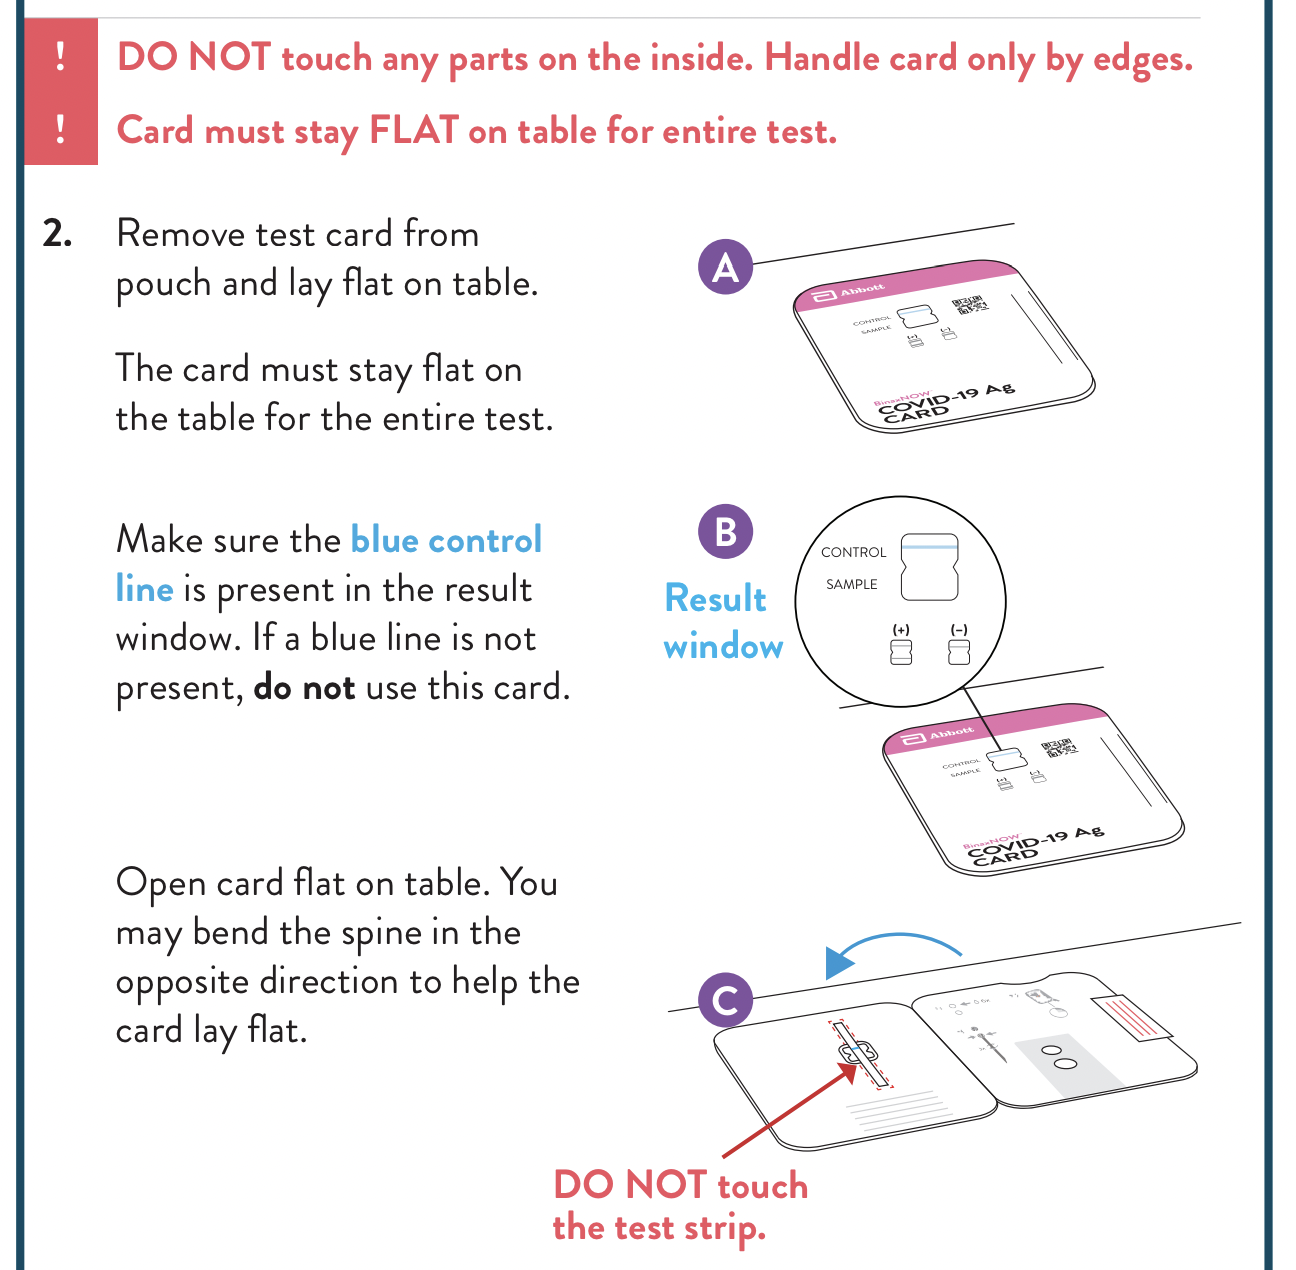 ! DO NOT touch any parts on the inside. Handle card only by edges.
! Card must stay FLAT on table for entire test.
2. Remove test card from
pouch and lay flat on table.
The card must stay flat on
the table for the entire test.
A
Abbott
CONTROL
SAMPLE
(+) (-)
BinaxNOW
COVID-19 Ag
CARD
Make sure the blue control
line is present in the result
window. If a blue line is not
present, do not use this card.
B
Result
window
CONTROL
SAMPLE
(+) (-)
Abbott
CONTROL
SAMPLE
(+) (-)
BinaxNOW
COVID-19 Ag
CARD
Open card flat on table. You
may bend the spine in the
opposite direction to help the
card lay flat.
C
DO NOT touch
the test strip.